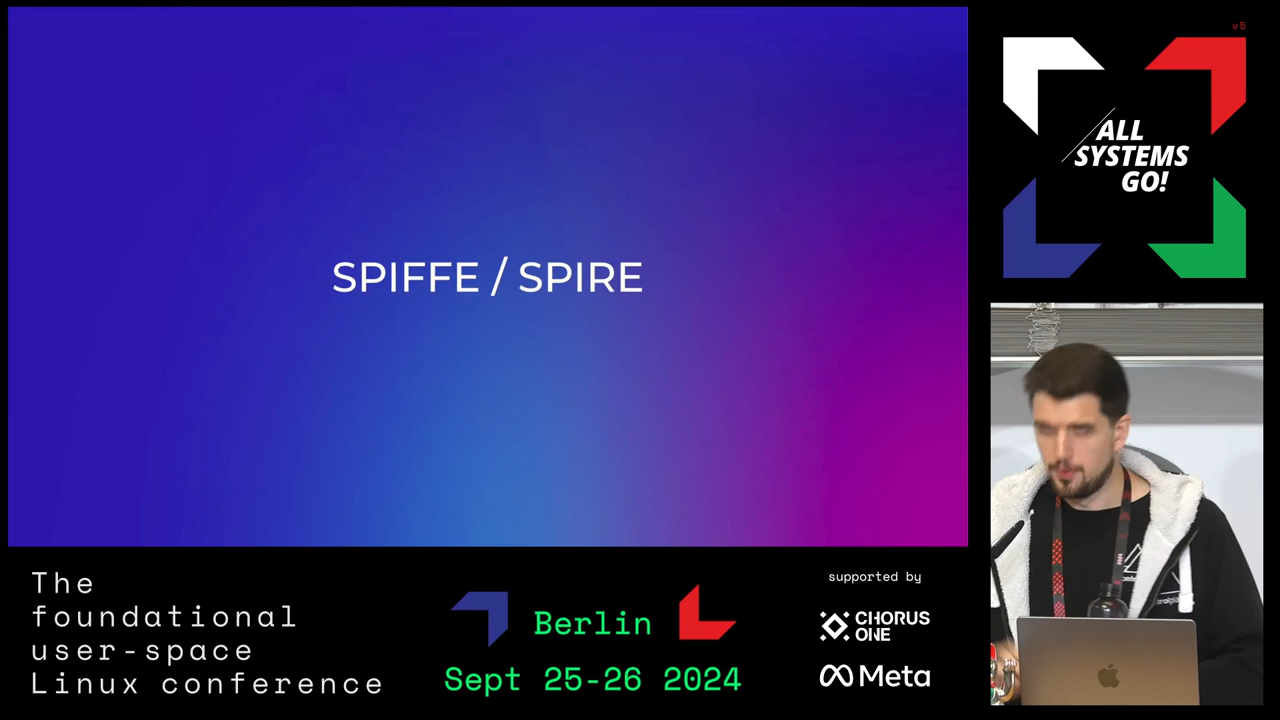 SPIFFE / SPIRE
v5
ALL
SYSTEMS
GO!
The
foundational
user-space
Linux conference
Berlin
Sept 25-26 2024
supported by
CHORUS
ONE
Meta